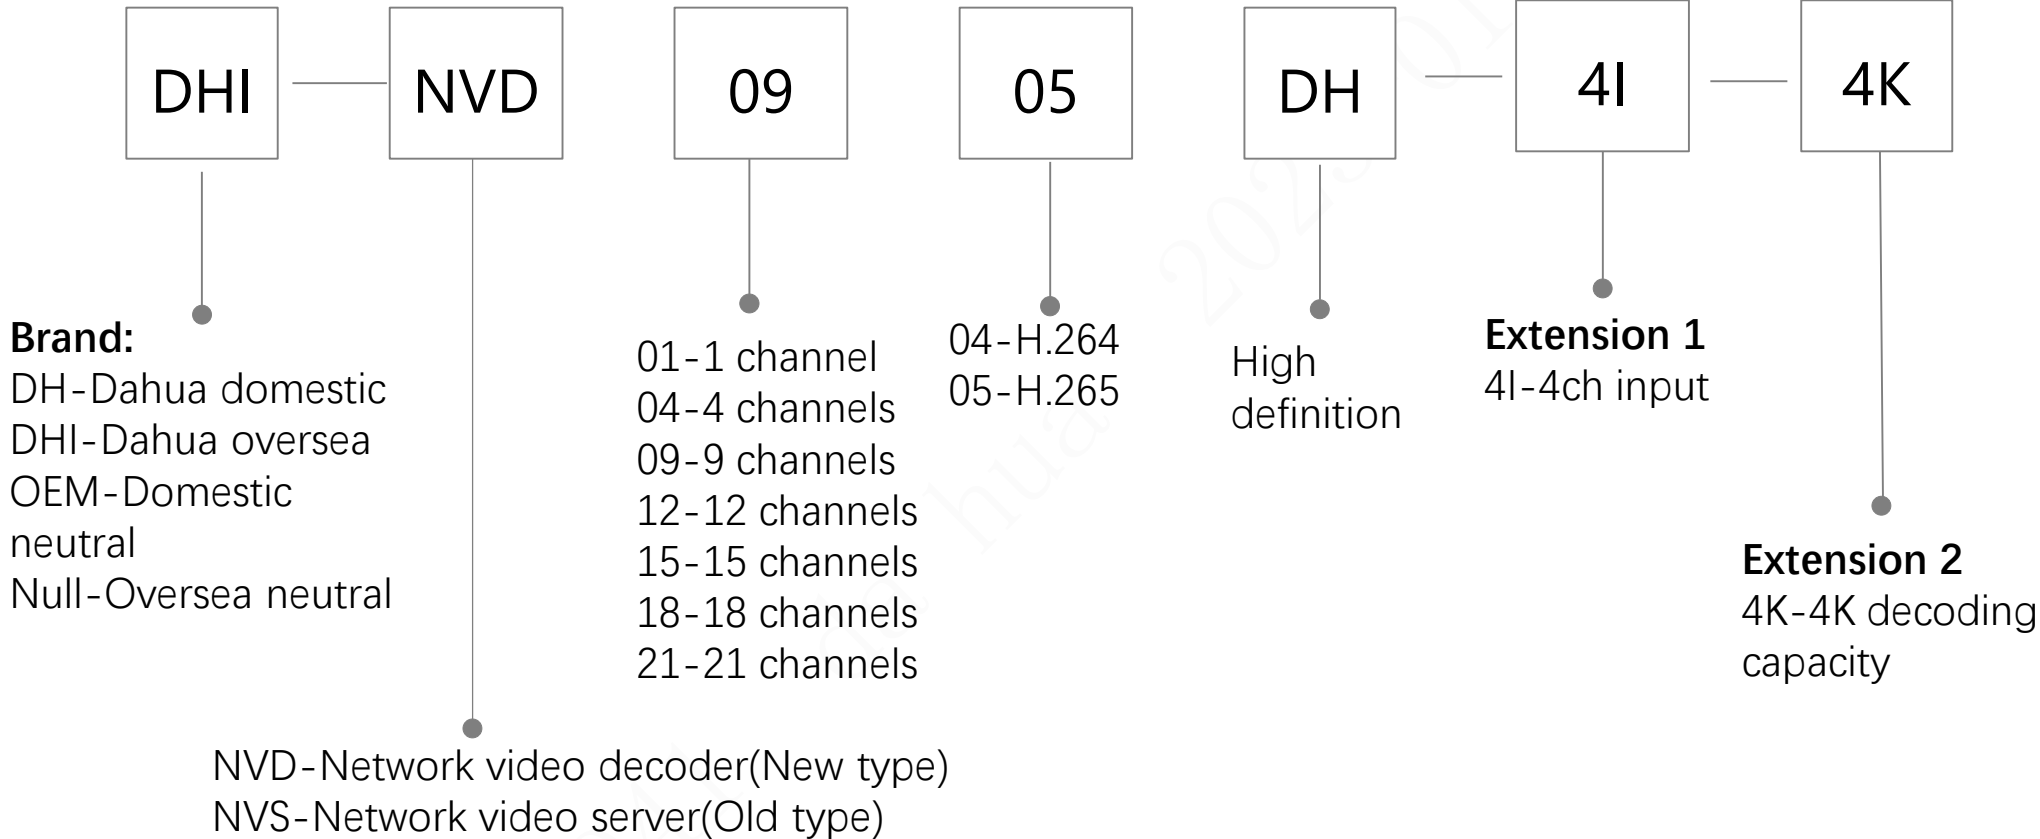 DHI
NVD
09
05
DH
4I
4K
Brand:
DH-Dahua domestic
DHI-Dahua oversea
OEM-Domestic
neutral
Null-Oversea neutral
NVD-Network video decoder(New type)
NVS-Network video server(Old type)
01-1 channel
04-4 channels
09-9 channels
12-12 channels
15-15 channels
18-18 channels
21-21 channels
04-H.264
05-H.265
High
definition
Extension 1
4I-4ch input
Extension 2
4K-4K decoding
capacity